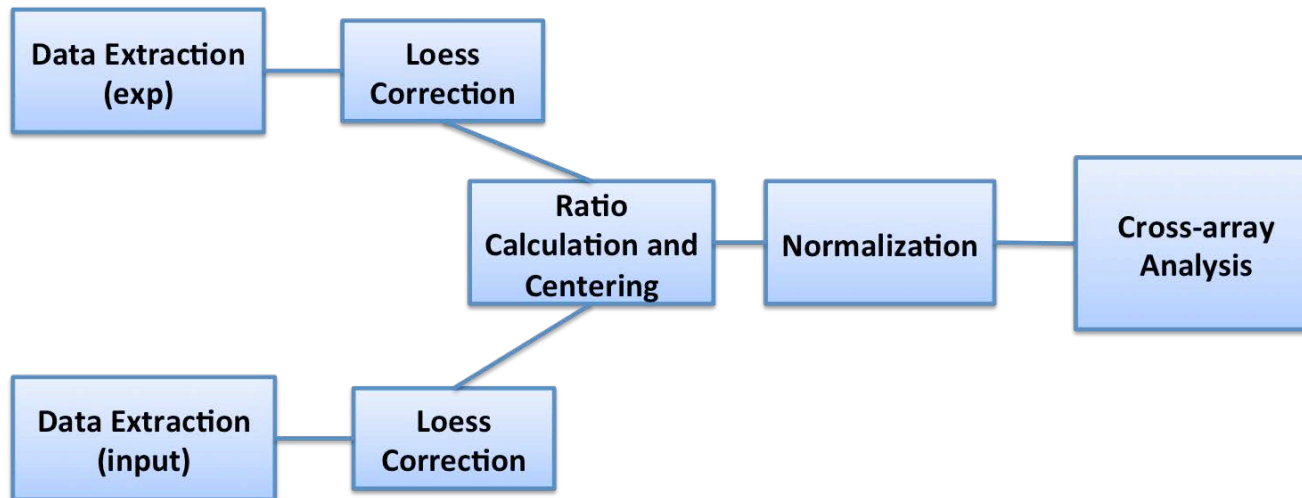 Data Extraction
(exp)
Loess
Correction
Ratio
Calculation and
Centering
Normalization
Cross-array
Analysis
Data Extraction
(input)
Loess
Correction